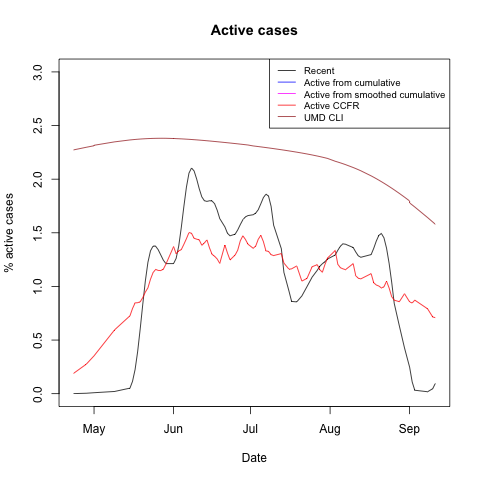 Active cases
Recent
Active from cumulative
Active from smoothed cumulative
Active CCFR
UMD CLI
% active cases
3.0
2.5
2.0
1.5
1.0
0.5
0.0
May Jun Jul Aug Sep
Date